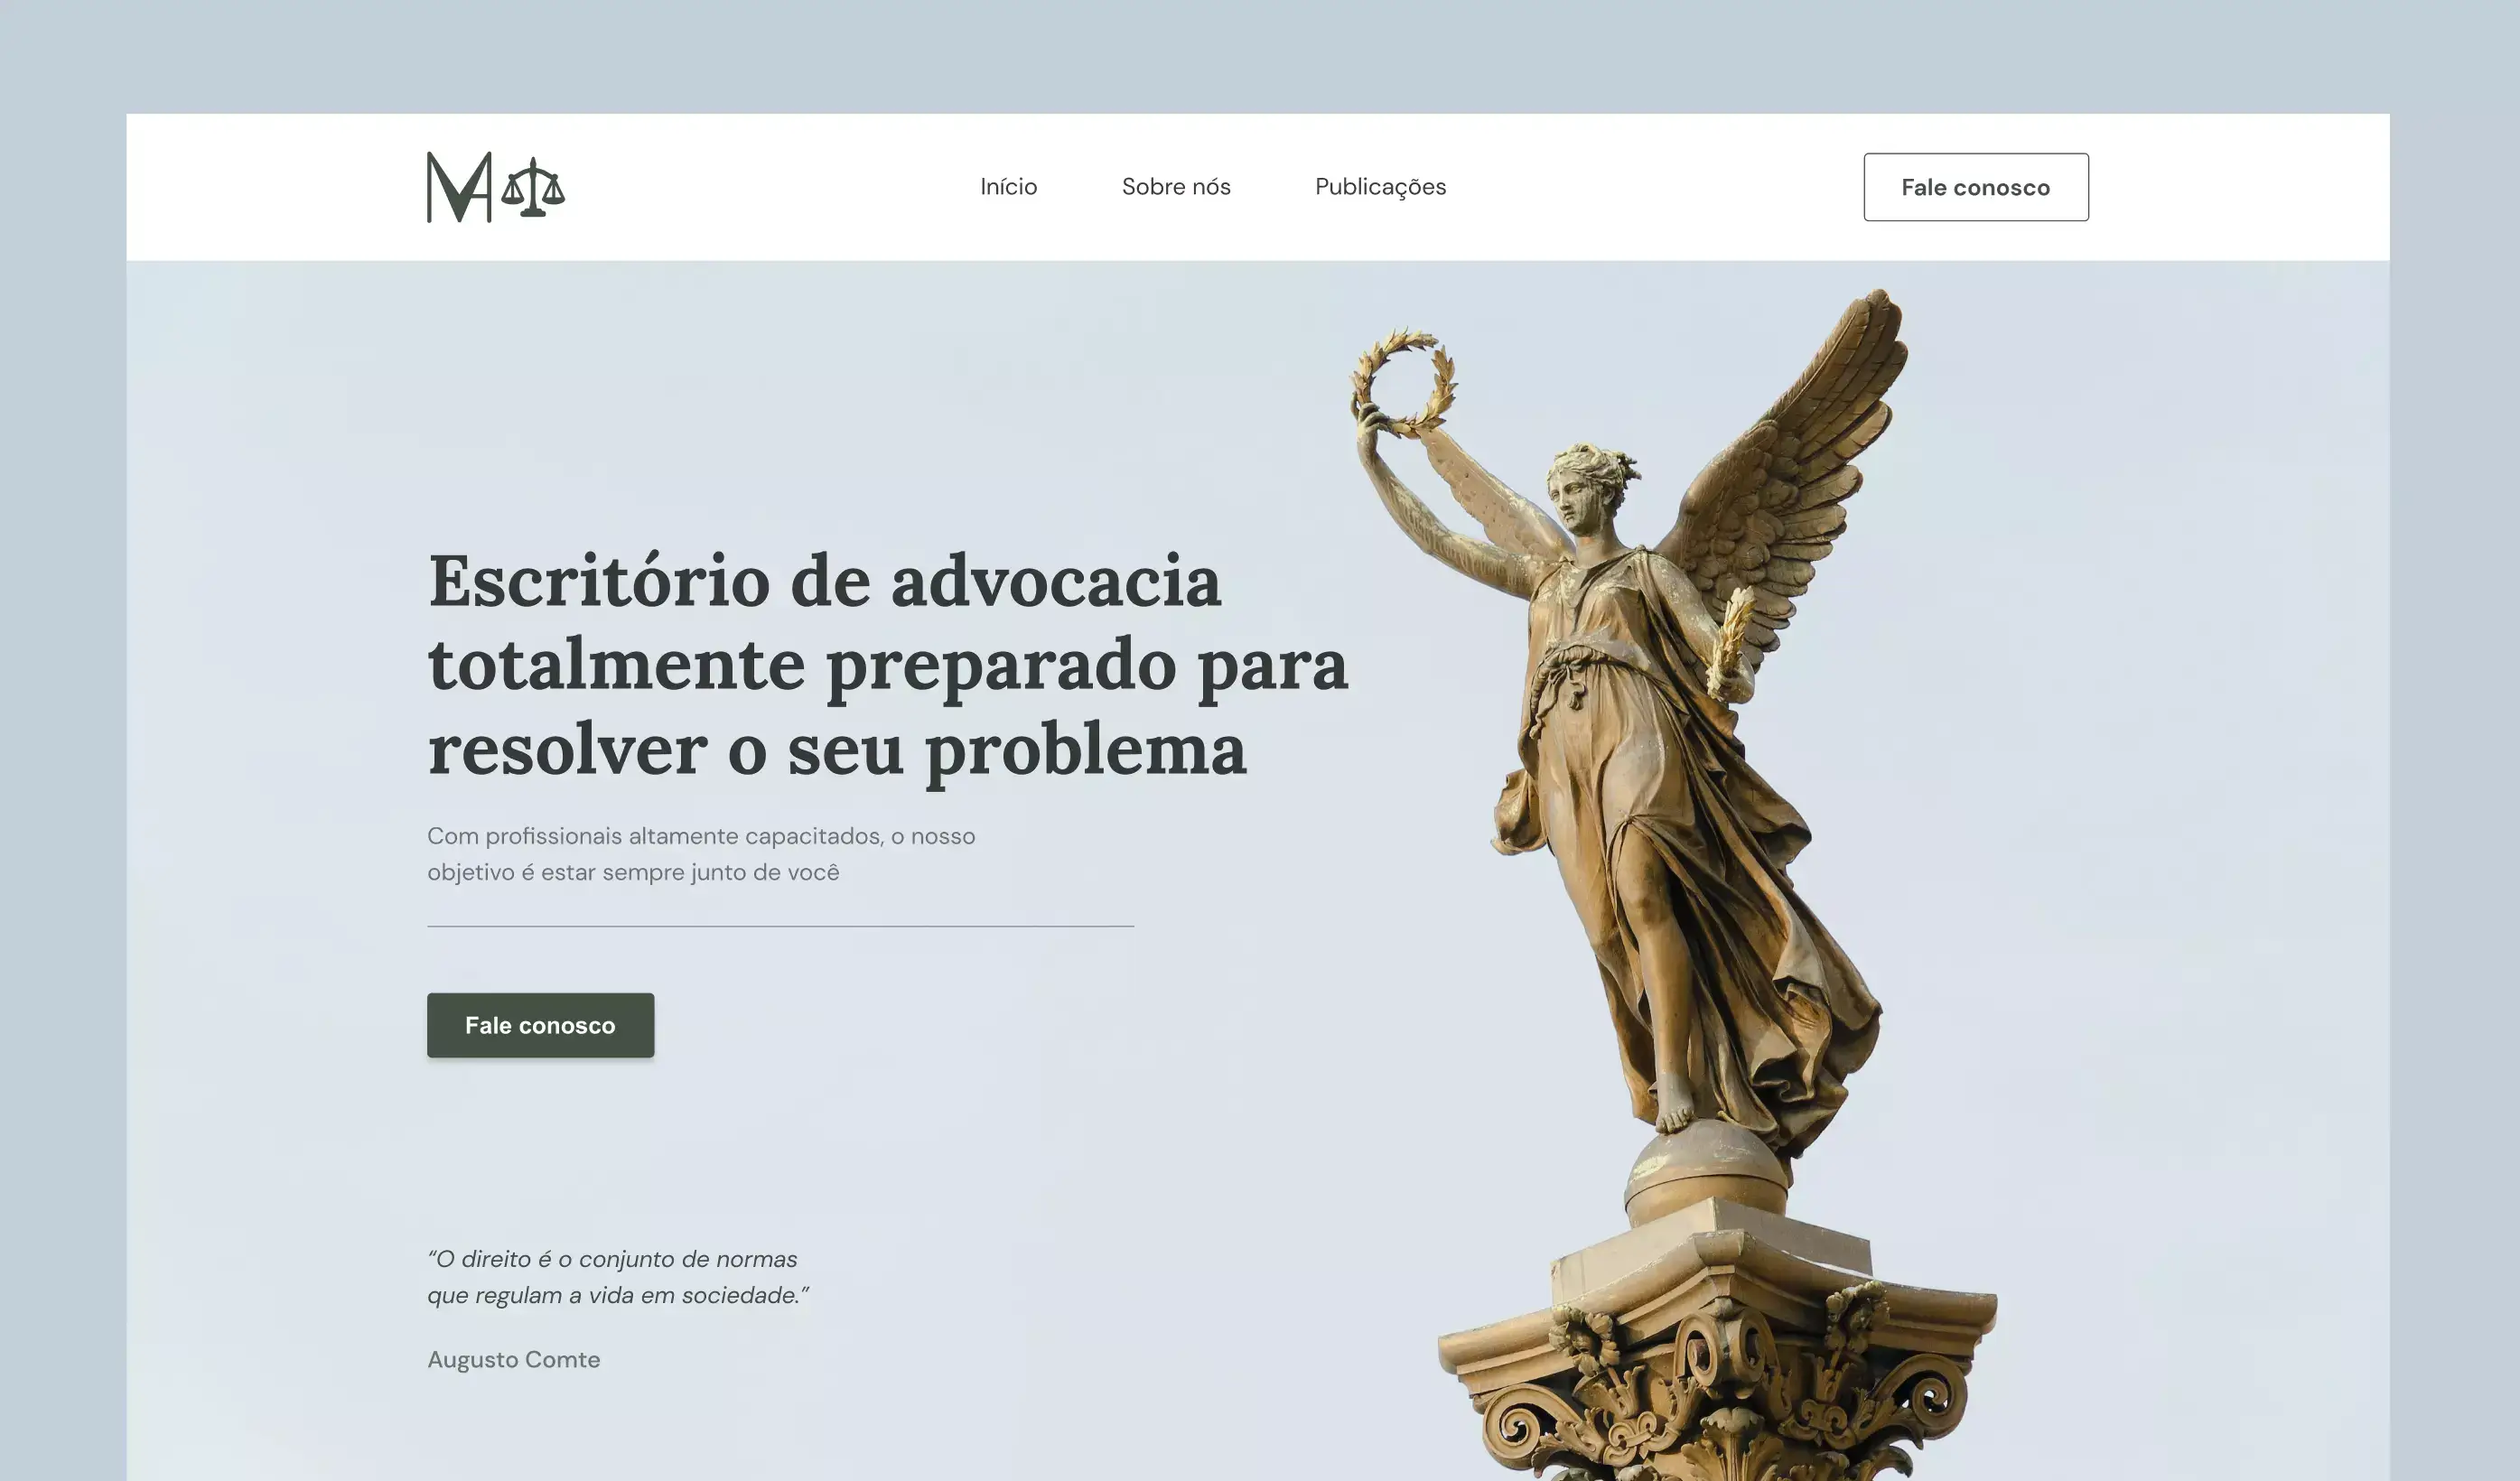 MA
Início
Sobre nós
Publicações
Fale conosco
Escritório de advocacia
totalmente preparado para
resolver o seu problema
Com profissionais altamente capacitados, o nosso
objetivo é estar sempre junto de você
Fale conosco
“O direito é o conjunto de normas
que regulam a vida em sociedade.”
Augusto Comte